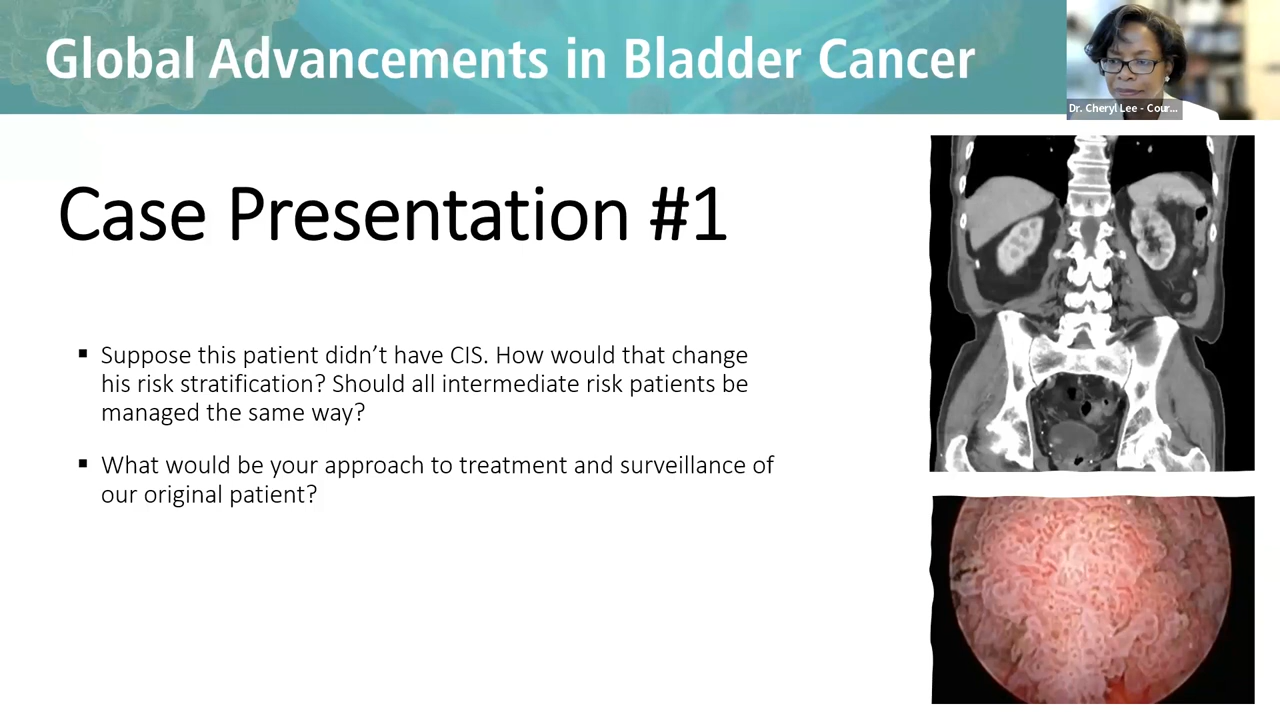 Global Advancements in Bladder Cancer
Dr. Cheryl Lee - Cour...
Case Presentation #1
▪ Suppose this patient didn’t have CIS. How would that change
his risk stratification? Should all intermediate risk patients be
managed the same way?
▪ What would be your approach to treatment and surveillance of
our original patient?